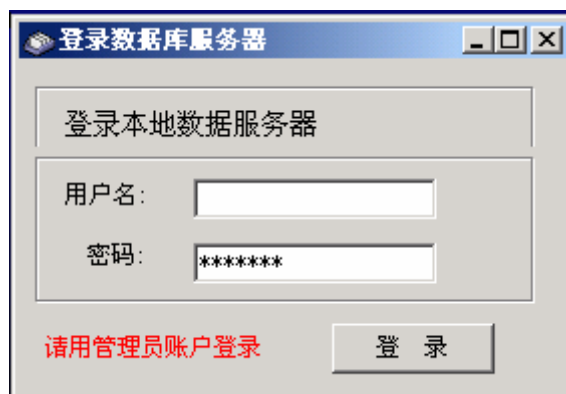 登录数据库服务器
登录本地数据服务器
用户名:
密码: *******
请用管理员账户登录
登 录